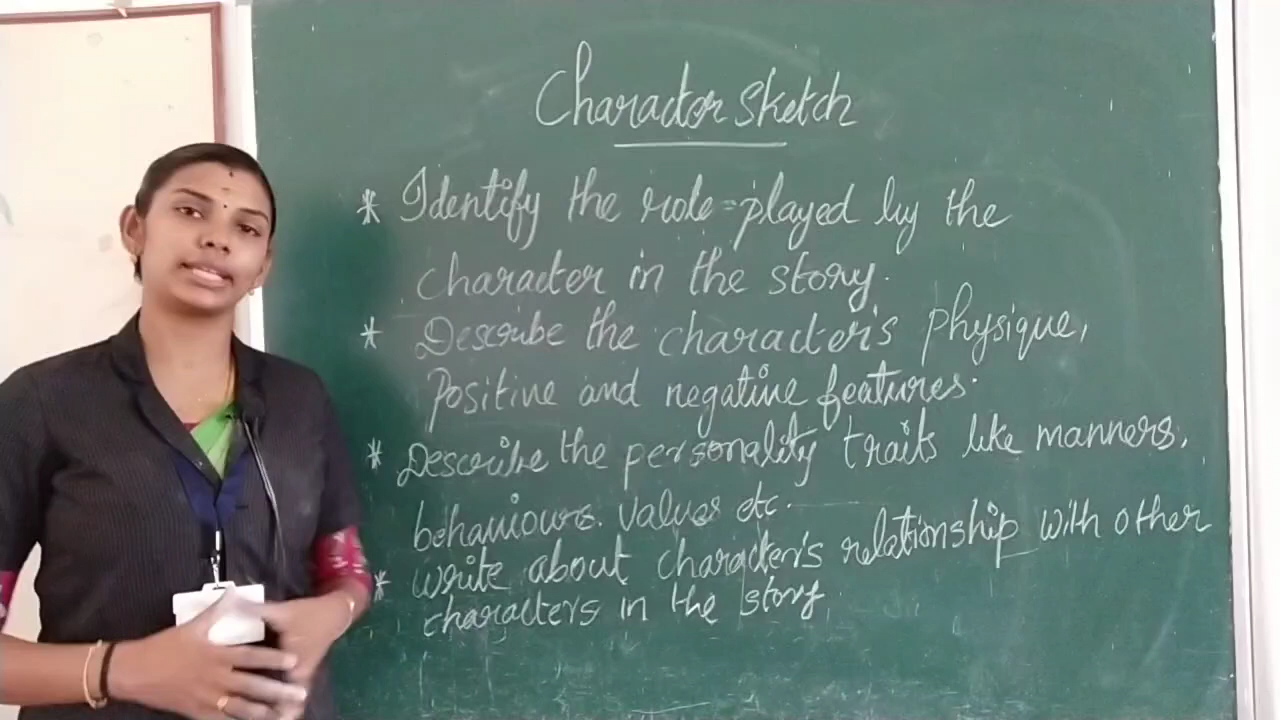 Character Sketch
* Identify the role played by the
character in the story.
* Describe the character's physique,
Positive and negative features.
* Describe the personality traits like manners,
behaviours. values etc.
* write about character's relationship with other
characters in the story